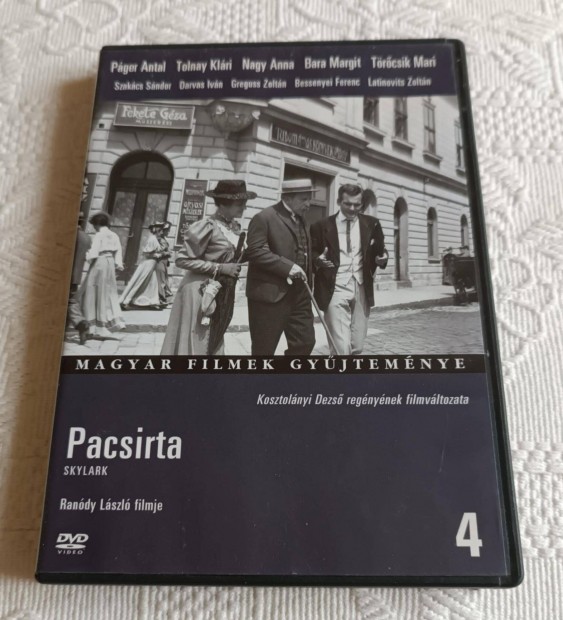 Páger Antal Tolnay Klári Nagy Anna Bara Margit Törőcsik Mari
Szakács Sándor Darvas Iván Greguss Zoltán Bessenyei Ferenc Latinovits Zoltán
Fekete Géza
MAGYAR FILMEK GYŰJTEMÉNYE
Kosztolányi Dezső regényének filmváltozata
Pacsirta
SKYLARK
Ranódy László filmje
DVD
VIDEO
4